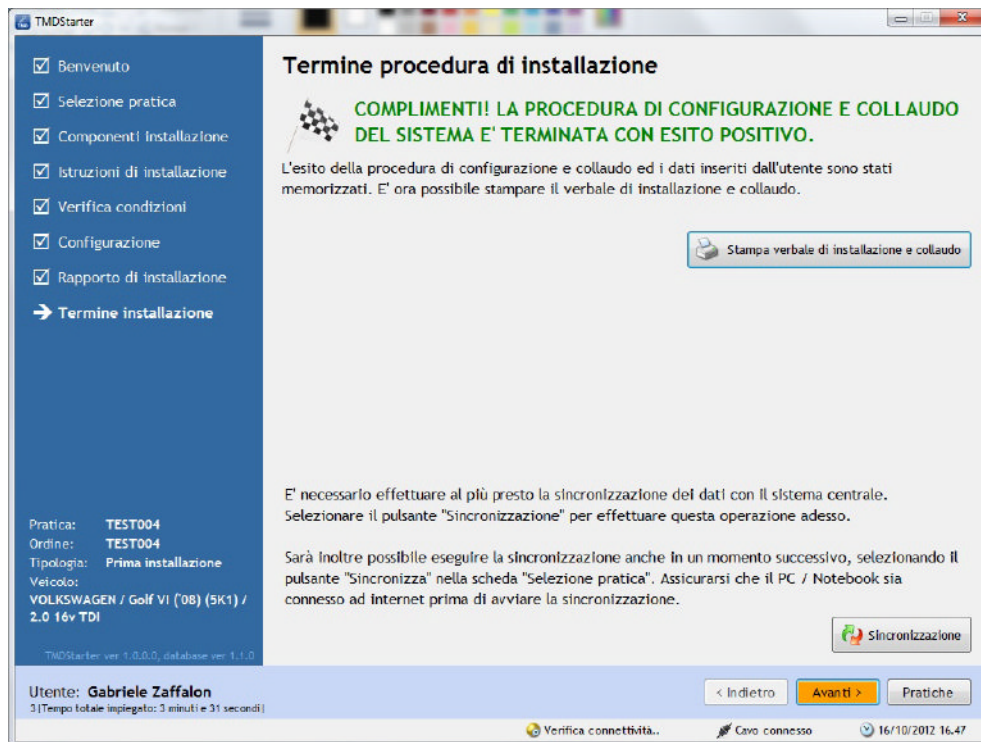 TMDStarter
Benvenuto
Selezione pratica
Componenti installazione
Istruzioni di installazione
Verifica condizioni
Configurazione
Rapporto di installazione
Termine installazione
Pratica: TEST004
Ordine: TEST004
Tipologia: Prima installazione
Veicolo:
VOLKSWAGEN / Golf VI ('08) (5K1) /
2.0 16v TDI
TMDStarter ver 1.0.0.0, database ver 1.1.0
Termine procedura di installazione
COMPLIMENTI! LA PROCEDURA DI CONFIGURAZIONE E COLLAUDO
DEL SISTEMA E' TERMINATA CON ESITO POSITIVO.
L'esito della procedura di configurazione e collaudo ed i dati inseriti dall'utente sono stati
memorizzati. E' ora possibile stampare il verbale di installazione e collaudo.
Stampa verbale di installazione e collaudo
E' necessario effettuare al più presto la sincronizzazione dei dati con il sistema centrale.
Selezionare il pulsante "Sincronizzazione" per effettuare questa operazione adesso.
Sarà inoltre possibile eseguire la sincronizzazione anche in un momento successivo, selezionando il
pulsante "Sincronizza" nella scheda "Selezione pratica". Assicurarsi che il PC / Notebook sia
connesso ad internet prima di avviare la sincronizzazione.
Sincronizzazione
Utente: Gabriele Zaffalon
3 [Tempo totale impiegato: 3 minuti e 31 secondi]
< Indietro
Avanti >
Pratiche
Verifica connettività..
Cavo connesso
16/10/2012 16.47